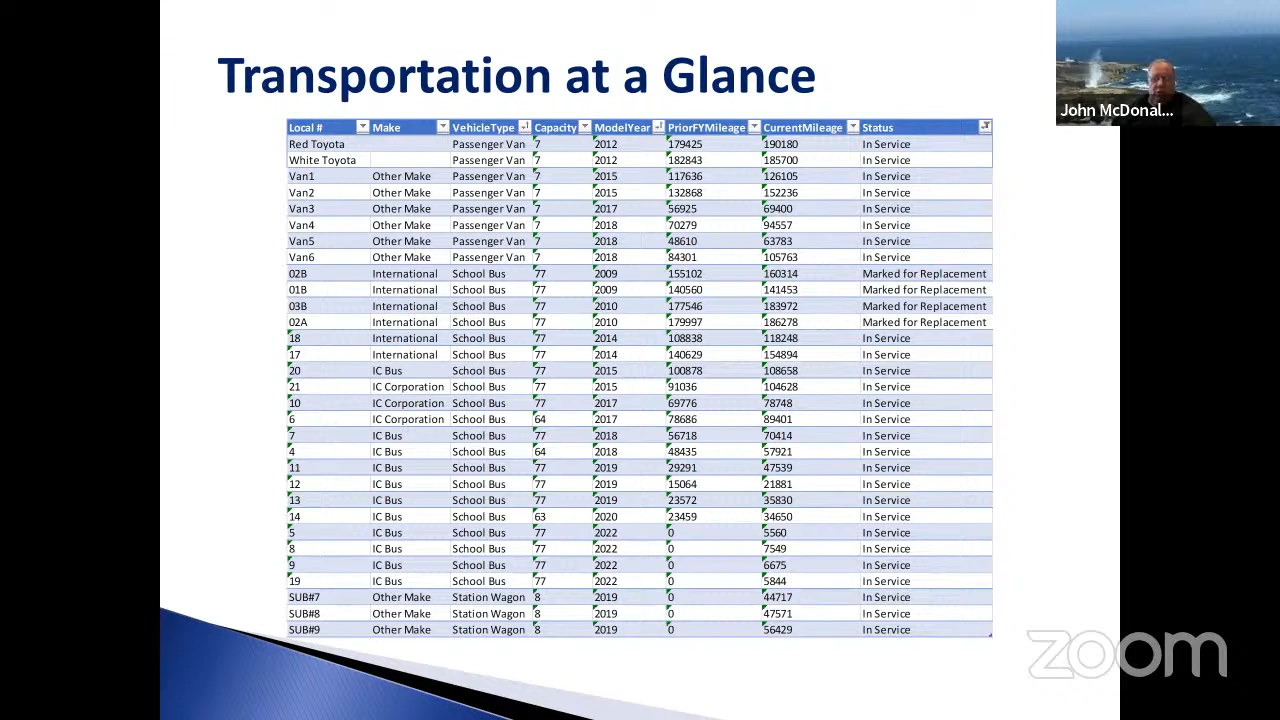 Transportation at a Glance
John McDonal...
Local # Make VehicleType Capacity ModelYear PriorFYMileage CurrentMileage Status
Red Toyota Passenger Van 7 2012 179425 190180 In Service
White Toyota Passenger Van 7 2012 182843 185700 In Service
Van1 Other Make Passenger Van 7 2015 117636 126105 In Service
Van2 Other Make Passenger Van 7 2015 132868 152236 In Service
Van3 Other Make Passenger Van 7 2017 56925 69400 In Service
Van4 Other Make Passenger Van 7 2018 70279 94557 In Service
Van5 Other Make Passenger Van 7 2018 48610 63783 In Service
Van6 Other Make Passenger Van 7 2018 84301 105763 In Service
02B International School Bus 77 2009 155102 160314 Marked for Replacement
01B International School Bus 77 2009 140560 141453 Marked for Replacement
03B International School Bus 77 2010 177546 183972 Marked for Replacement
02A International School Bus 77 2010 179997 186278 Marked for Replacement
18 International School Bus 77 2014 108838 118248 In Service
17 International School Bus 77 2014 140629 154894 In Service
20 IC Bus School Bus 77 2015 100878 108658 In Service
21 IC Corporation School Bus 77 2015 91036 104628 In Service
10 IC Corporation School Bus 77 2017 69776 78748 In Service
6 IC Corporation School Bus 64 2017 78686 89401 In Service
7 IC Bus School Bus 77 2018 56718 70414 In Service
4 IC Bus School Bus 64 2018 48435 57921 In Service
11 IC Bus School Bus 77 2019 29291 47539 In Service
12 IC Bus School Bus 77 2019 15064 21881 In Service
13 IC Bus School Bus 77 2019 23572 35830 In Service
14 IC Bus School Bus 63 2020 23459 34650 In Service
5 IC Bus School Bus 77 2022 0 5560 In Service
8 IC Bus School Bus 77 2022 0 7549 In Service
9 IC Bus School Bus 77 2022 0 6675 In Service
19 IC Bus School Bus 77 2022 0 5844 In Service
SUB#7 Other Make Station Wagon 8 2019 0 44717 In Service
SUB#8 Other Make Station Wagon 8 2019 0 47571 In Service
SUB#9 Other Make Station Wagon 8 2019 0 56429 In Service
zoom